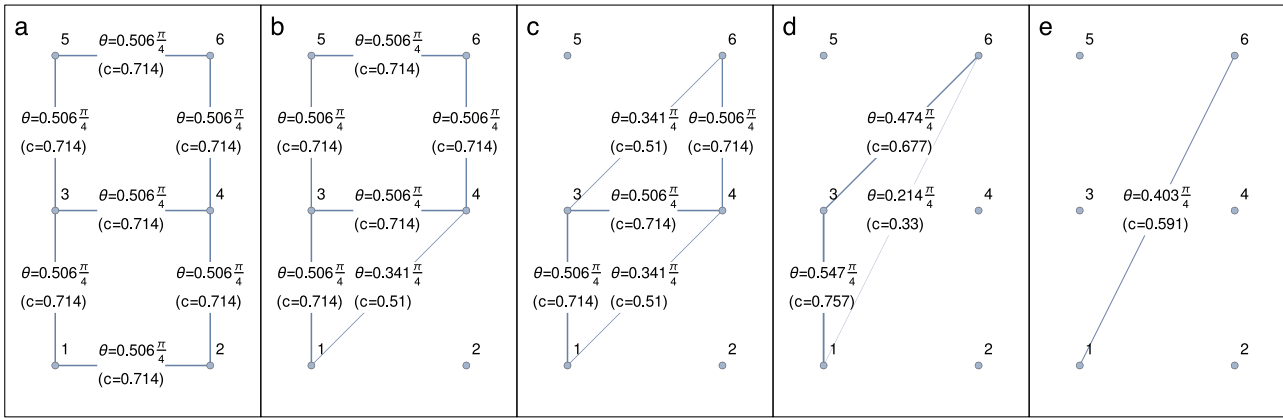 a
5
θ=0.506 π/4
(c=0.714)
6
θ=0.506 π/4
(c=0.714)
θ=0.506 π/4
(c=0.714)
3
θ=0.506 π/4
(c=0.714)
4
θ=0.506 π/4
(c=0.714)
θ=0.506 π/4
(c=0.714)
1
θ=0.506 π/4
(c=0.714)
2
b
5
θ=0.506 π/4
(c=0.714)
6
θ=0.506 π/4
(c=0.714)
θ=0.506 π/4
(c=0.714)
3
θ=0.506 π/4
(c=0.714)
4
θ=0.506 π/4
(c=0.714)
θ=0.341 π/4
(c=0.51)
1
2
c
5
6
θ=0.341 π/4
(c=0.51)
θ=0.506 π/4
(c=0.714)
3
θ=0.506 π/4
(c=0.714)
4
θ=0.506 π/4
(c=0.714)
θ=0.341 π/4
(c=0.51)
1
2
d
5
6
θ=0.474 π/4
(c=0.677)
3
θ=0.214 π/4
(c=0.33)
4
θ=0.547 π/4
(c=0.757)
1
2
e
5
6
3
θ=0.403 π/4
(c=0.591)
4
1
2